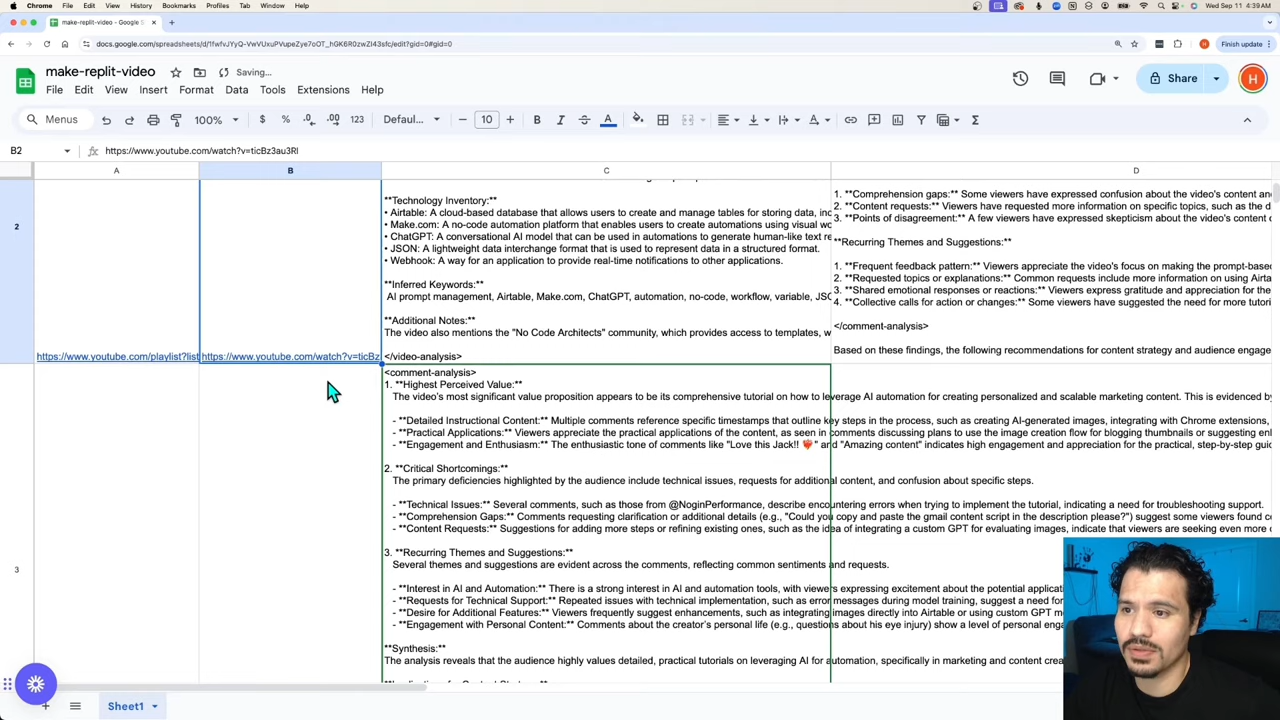 Chrome File Edit View History Bookmarks Profiles Tab Window Help
Wed Sep 11 4:39 AM
make-replit-video - Google S
docs.google.com/spreadsheets/d/1fwfvJYyQ-VwVUxuPVupeZye7oOT_hGK6R0zwZI43sfc/edit?gid=0#gid=0
H
Finish update
make-replit-video
Saving...
File Edit View Insert Format Data Tools Extensions Help
Share
H
Menus
100%
$ % .0 .00 123
Defaul...
10
B I
A
B2
https://www.youtube.com/watch?v=ticBz3au3RI
A B C D
2
https://www.youtube.com/playlist?list
https://www.youtube.com/watch?v=ticBz
**Technology Inventory:**
• Airtable: A cloud-based database that allows users to create and manage tables for storing data, inc
• Make.com: A no-code automation platform that enables users to create automations using visual wo
• ChatGPT: A conversational AI model that can be used in automations to generate human-like text re
• JSON: A lightweight data interchange format that is used to represent data in a structured format.
• Webhook: A way for an application to provide real-time notifications to other applications.
**Inferred Keywords:**
AI prompt management, Airtable, Make.com, ChatGPT, automation, no-code, workflow, variable, JSO
**Additional Notes:**
The video also mentions the "No Code Architects" community, which provides access to templates, w
</video-analysis>
1. **Comprehension gaps:** Some viewers have expressed confusion about the video's content and
2. **Content requests:** Viewers have requested more information on specific topics, such as the d
3. **Points of disagreement:** A few viewers have expressed skepticism about the video's content o
**Recurring Themes and Suggestions:**
1. **Frequent feedback pattern:** Viewers appreciate the video's focus on making the prompt-based
2. **Requested topics or explanations:** Common requests include more information on using Airta
3. **Shared emotional responses or reactions:** Viewers express gratitude and appreciation for the
4. **Collective calls for action or changes:** Some viewers have suggested the need for more tutori
</comment-analysis>
Based on these findings, the following recommendations for content strategy and audience engage
3
<comment-analysis>
1. **Highest Perceived Value:**
The video's most significant value proposition appears to be its comprehensive tutorial on how to leverage AI automation for creating personalized and scalable marketing content. This is evidenced b
- **Detailed Instructional Content:** Multiple comments reference specific timestamps that outline key steps in the process, such as creating AI-generated images, integrating with Chrome extensions,
- **Practical Applications:** Viewers appreciate the practical applications of the content, as seen in comments discussing plans to use the image creation flow for blogging thumbnails or suggesting en
- **Engagement and Enthusiasm:** The enthusiastic tone of comments like "Love this Jack!! ❤️‍🔥" and "Amazing content" indicates high engagement and appreciation for the practical, step-by-step guid
2. **Critical Shortcomings:**
The primary deficiencies highlighted by the audience include technical issues, requests for additional content, and confusion about specific steps.
- **Technical Issues:** Several comments, such as those from @NoginPerformance, describe encountering errors when trying to implement the tutorial, indicating a need for troubleshooting support.
- **Comprehension Gaps:** Comments requesting clarification or additional details (e.g., "Could you copy and paste the gmail content script in the description please?") suggest some viewers found c
- **Content Requests:** Suggestions for adding more steps or refining existing ones, such as the idea of integrating a custom GPT for evaluating images, indicate that viewers are seeking even more
3. **Recurring Themes and Suggestions:**
Several themes and suggestions are evident across the comments, reflecting common sentiments and requests.
- **Interest in AI and Automation:** There is a strong interest in AI and automation tools, with viewers expressing excitement about the potential applicati
- **Requests for Technical Support:** Repeated issues with technical implementation, such as error messages during model training, suggest a need fo
- **Desire for Additional Features:** Viewers frequently suggest enhancements, such as integrating images directly into Airtable or using custom GPT m
- **Engagement with Personal Content:** Comments about the creator's personal life (e.g., questions about his eye injury) show a level of personal eng
**Synthesis:**
The analysis reveals that the audience highly values detailed, practical tutorials on leveraging AI for automation, specifically in marketing and content crea
Sheet1